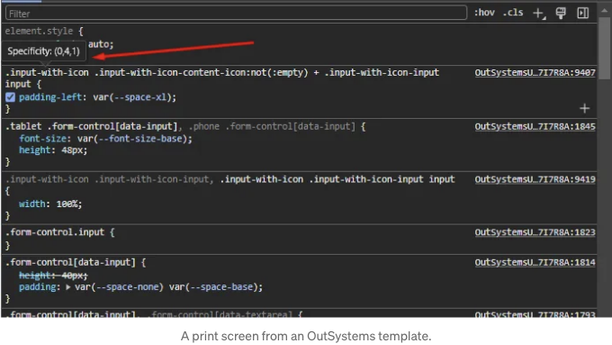 Filter :hov .cls
element.style {
auto;
Specificity: (0,4,1)
.input-with-icon .input-with-icon-content-icon:not(:empty) + .input-with-icon-input OutSystemsU…7I7R8A:9407
input {
padding-left: var(--space-xl);
}
.tablet .form-control[data-input], .phone .form-control[data-input] { OutSystemsU…7I7R8A:1845
font-size: var(--font-size-base);
height: 48px;
}
.input-with-icon .input-with-icon-input, .input-with-icon .input-with-icon-input input OutSystemsU…7I7R8A:9419
{
width: 100%;
}
.form-control.input { OutSystemsU…7I7R8A:1823
}
.form-control[data-input] { OutSystemsU…7I7R8A:1814
height: 40px;
padding: var(--space-none) var(--space-base);
}
.form-control[data-input], .form-control[data-textarea] { OutSystemsU…7I7R8A:1793
A print screen from an OutSystems template.